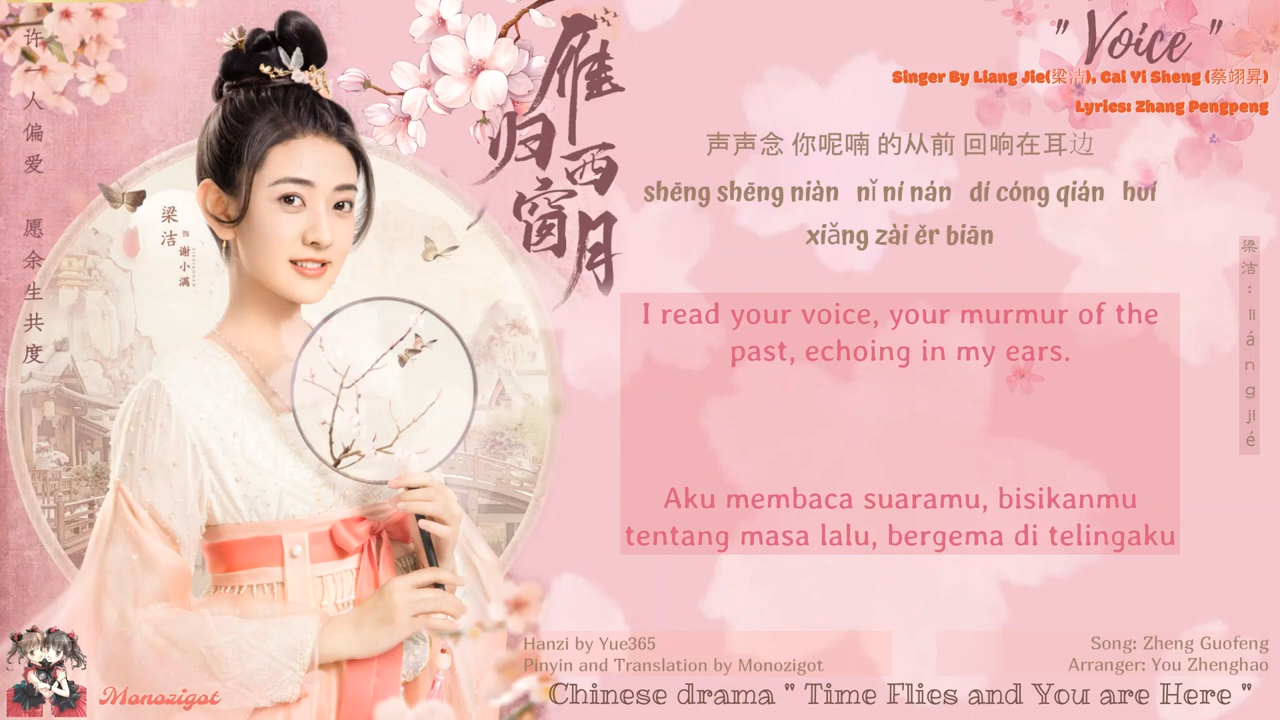 许一人偏爱 愿余生共度
梁洁
饰
谢小满
雁归西窗月
" Voice "
Singer By Liang Jie(梁洁), Cai Yi Sheng (蔡翊昇)
Lyrics: Zhang Pengpeng
声声念 你呢喃 的从前 回响在耳边
shēng shēng niàn nǐ ní nán dí cóng qián huí
xiǎng zài ěr biān
I read your voice, your murmur of the
past, echoing in my ears.
Aku membaca suaramu, bisikanmu
tentang masa lalu, bergema di telingaku
梁洁: liáng jié
Hanzi by Yue365
Pinyin and Translation by Monozigot
Song: Zheng Guofeng
Arranger: You Zhenghao
Chinese drama " Time Flies and You are Here "
Monozigot